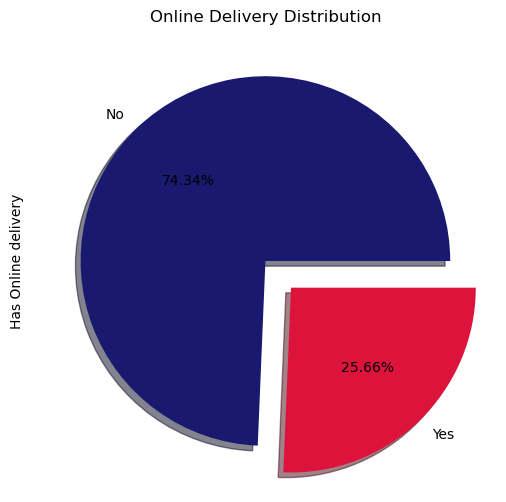 Online Delivery Distribution
No
74.34%
Has Online delivery
25.66%
Yes